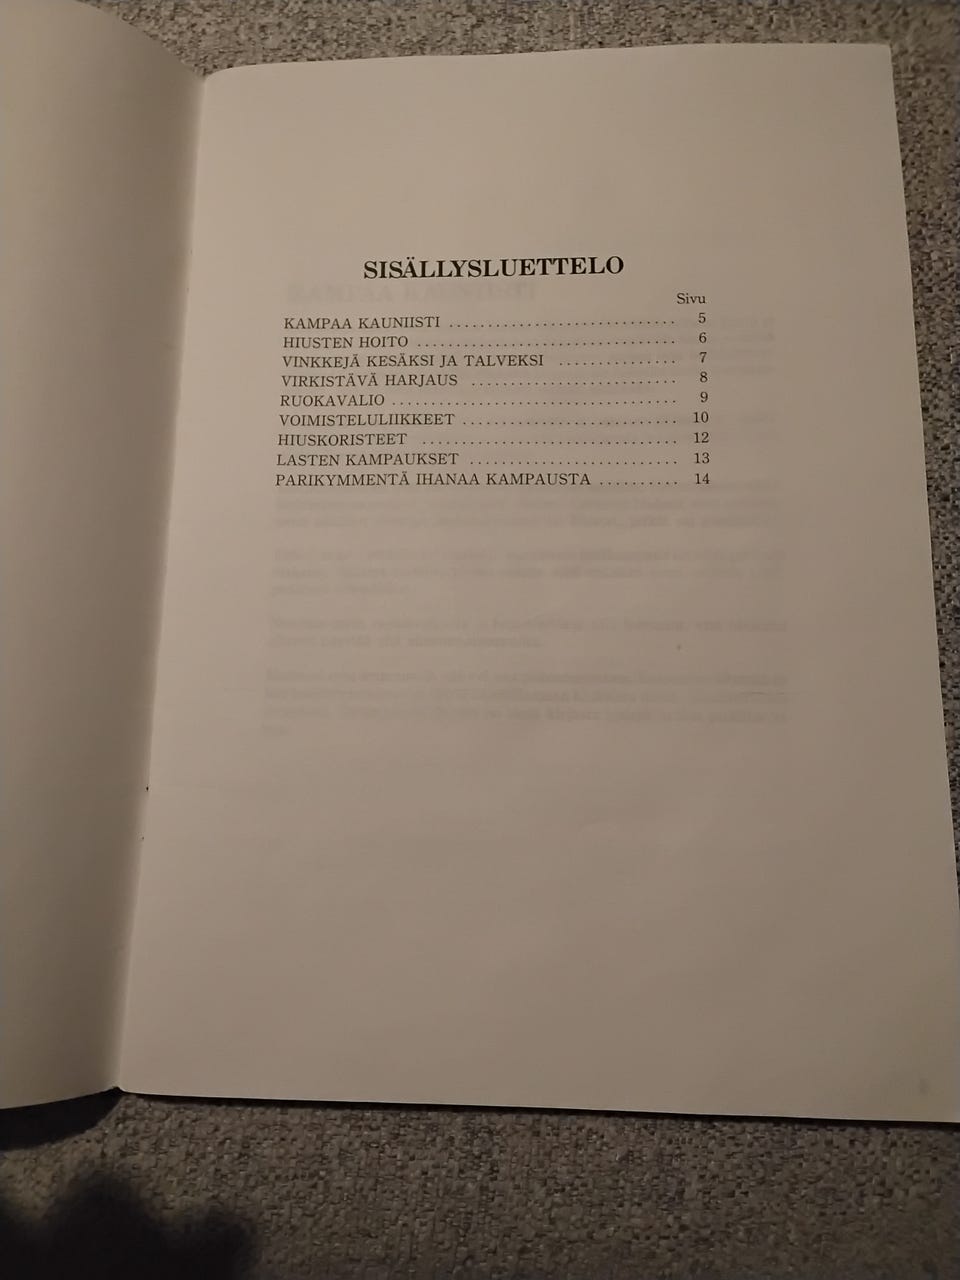 SISÄLLYSLUETTELO
Sivu
KAMPAA KAUNIISTI ............................. 5
HIUSTEN HOITO ................................. 6
VINKKEJÄ KESÄKSI JA TALVEKSI ............... 7
VIRKISTÄVÄ HARJAUS .......................... 8
RUOKAVALIO ..................................... 9
VOIMISTELULIIKKEET ............................ 10
HIUSKORISTEET ................................. 12
LASTEN KAMPAUKSET ........................... 13
PARIKYMMENTÄ IHANAA KAMPAUSTA .......... 14